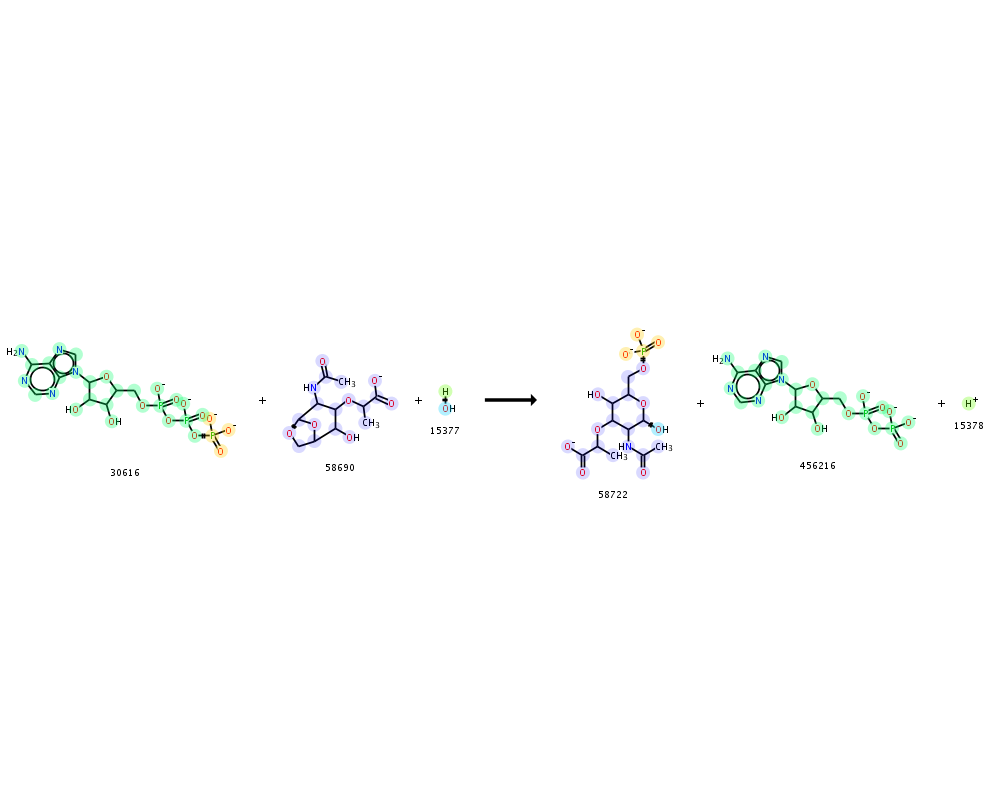 H₂N N N N N O HO OH O P O⁻ O O P O⁻ O O P O⁻ O⁻ O
30616
+
O NH CH₃ O O⁻ O CH₃ O O OH
58690
+
H
OH
15377
O⁻ O⁻ P O O HO O O OH O⁻ O CH₃ HN CH₃ O
58722
+
H₂N N N N N O HO OH O P O⁻ O O P O⁻ O⁻ O
456216
+
H⁺
15378